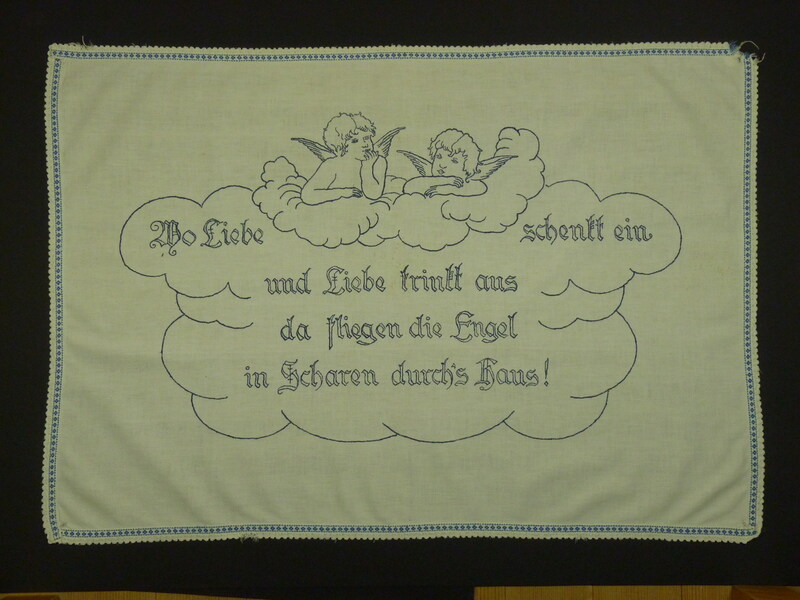 Wo Liebe schenkt ein
und Liebe trinkt aus
da fliegen die Engel
in Scharen durch's Haus!